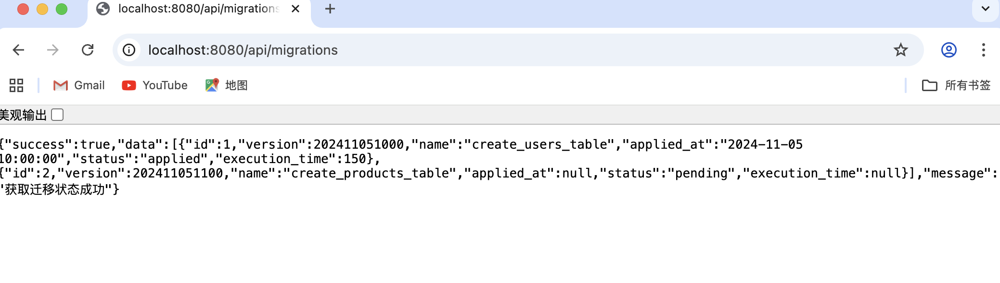 localhost:8080/api/migrations
localhost:8080/api/migrations
Gmail YouTube 地图 所有书签
美观输出
{"success":true,"data":[{"id":1,"version":202411051000,"name":"create_users_table","applied_at":"2024-11-05
10:00:00","status":"applied","execution_time":150},
{"id":2,"version":202411051100,"name":"create_products_table","applied_at":null,"status":"pending","execution_time":null}],"message":
"获取迁移状态成功"}